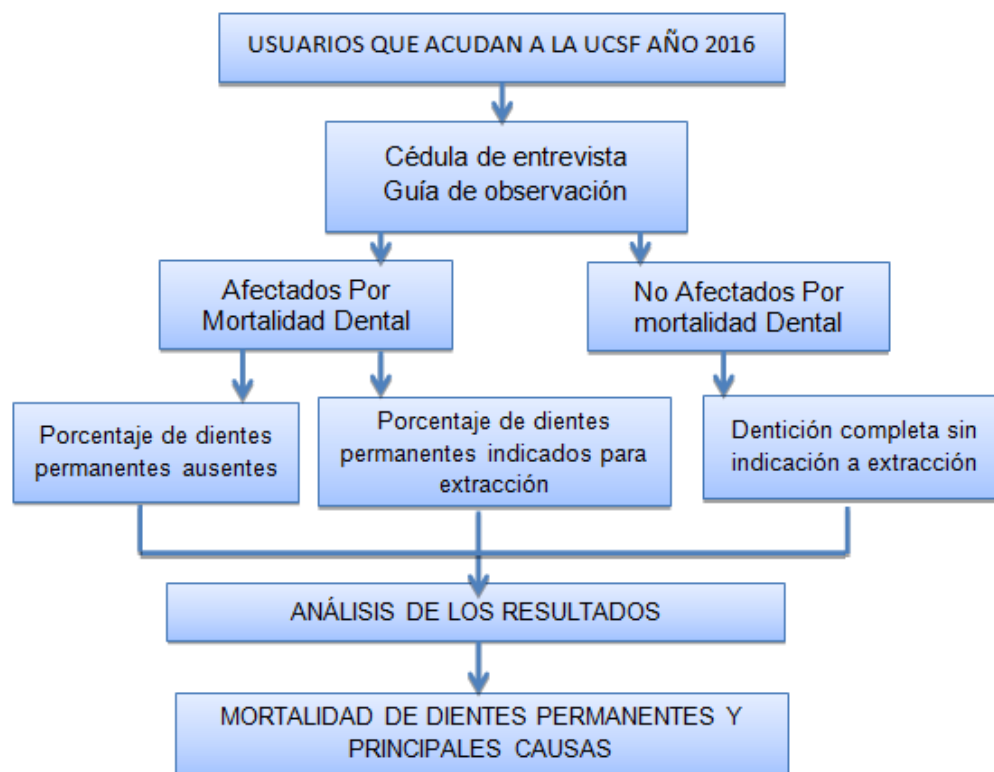 USUARIOS QUE ACUDAN A LA UCSF AÑO 2016
Cédula de entrevista
Guía de observación
Afectados Por
Mortalidad Dental
No Afectados Por
mortalidad Dental
Porcentaje de dientes
permanentes ausentes
Porcentaje de dientes
permanentes indicados para
extracción
Dentición completa sin
indicación a extracción
ANÁLISIS DE LOS RESULTADOS
MORTALIDAD DE DIENTES PERMANENTES Y
PRINCIPALES CAUSAS